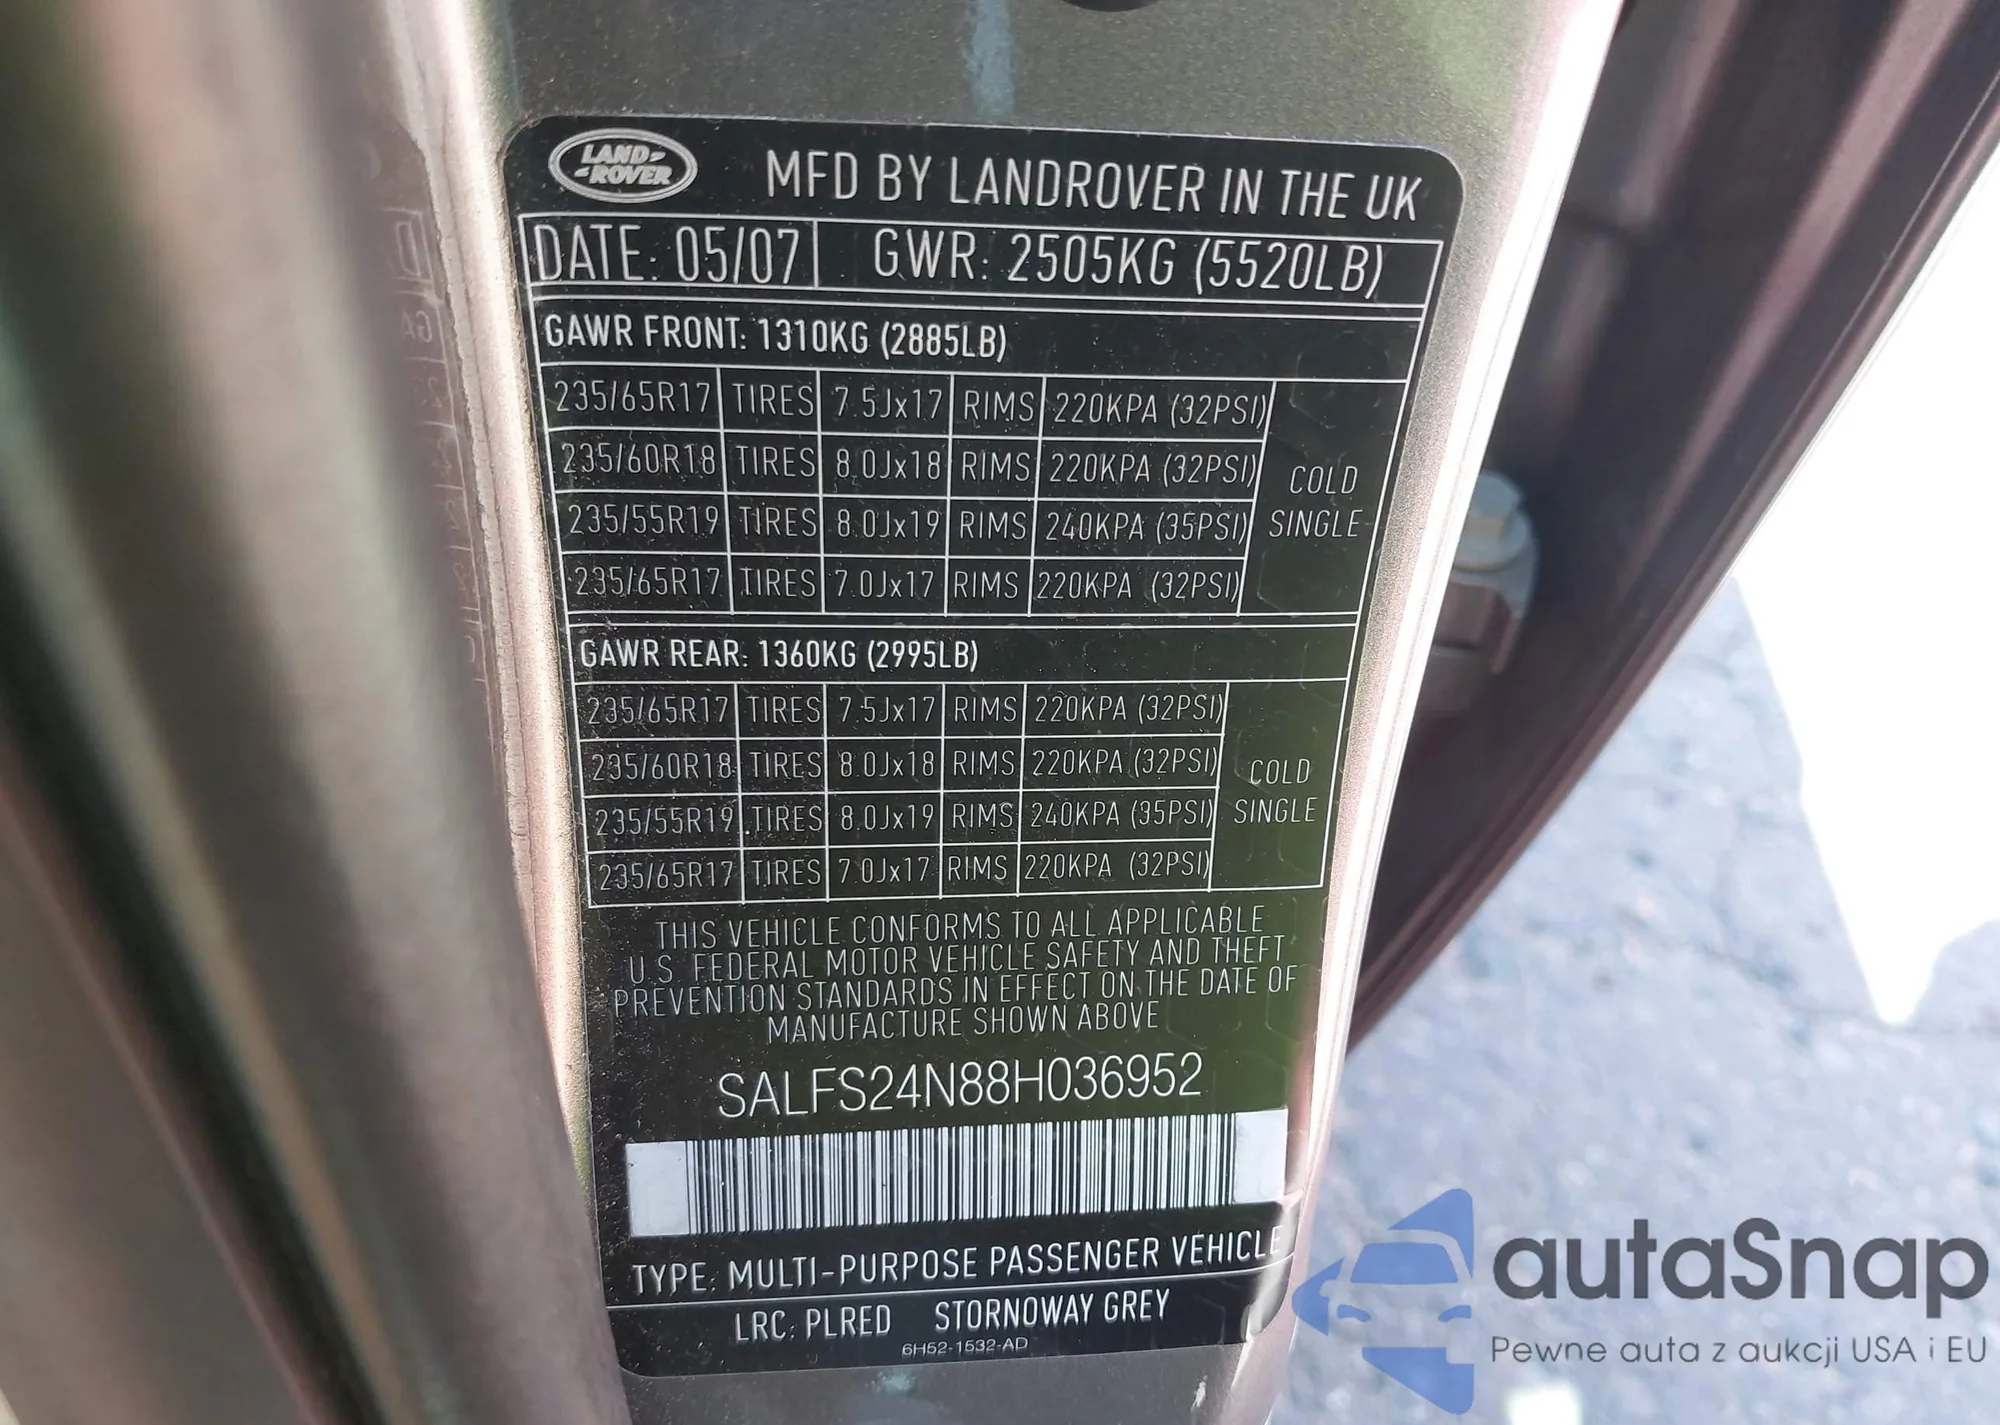 LAND-
-ROVER
MFD BY LANDROVER IN THE UK
DATE: 05/07 GWR: 2505KG (5520LB)
GAWR FRONT: 1310KG (2885LB)
235/65R17 TIRES 7.5Jx17 RIMS 220KPA (32PSI)
235/60R18 TIRES 8.0Jx18 RIMS 220KPA (32PSI)
235/55R19 TIRES 8.0Jx19 RIMS 240KPA (35PSI)
235/65R17 TIRES 7.0Jx17 RIMS 220KPA (32PSI)
COLD
SINGLE
GAWR REAR: 1360KG (2995LB)
235/65R17 TIRES 7.5Jx17 RIMS 220KPA (32PSI)
235/60R18 TIRES 8.0Jx18 RIMS 220KPA (32PSI)
235/55R19 TIRES 8.0Jx19 RIMS 240KPA (35PSI)
235/65R17 TIRES 7.0Jx17 RIMS 220KPA (32PSI)
COLD
SINGLE
THIS VEHICLE CONFORMS TO ALL APPLICABLE
U.S. FEDERAL MOTOR VEHICLE SAFETY AND THEFT
PREVENTION STANDARDS IN EFFECT ON THE DATE OF
MANUFACTURE SHOWN ABOVE
SALFS24N88H036952
TYPE: MULTI-PURPOSE PASSENGER VEHICLE
LRC: PLRED STORNOWAY GREY
6H52-1532-AD
autaSnap
Pewne auta z aukcji USA i EU